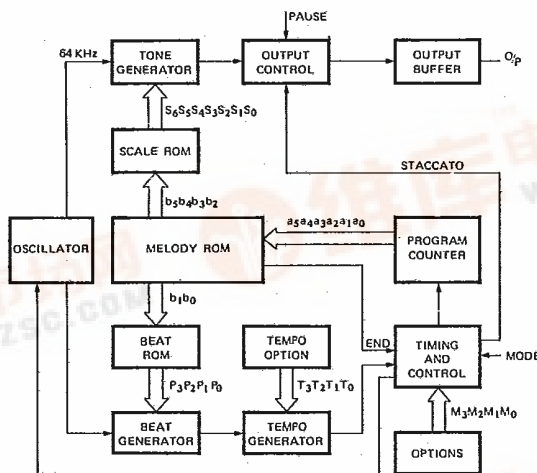 PAUSE
64 KHz
TONE
GENERATOR
OUTPUT
CONTROL
OUTPUT
BUFFER
O/P
S6S5S4S3S2S1S0
SCALE ROM
STACCATO
b5b4b3b2
a5a4a3a2a1a0
OSCILLATOR
MELODY ROM
PROGRAM
COUNTER
b1b0
END
BEAT
ROM
TEMPO
OPTION
TIMING
AND
CONTROL
MODE
P3P2P1P0
T3T2T1T0
M3M2M1M0
BEAT
GENERATOR
TEMPO
GENERATOR
OPTIONS
ZSC.COM